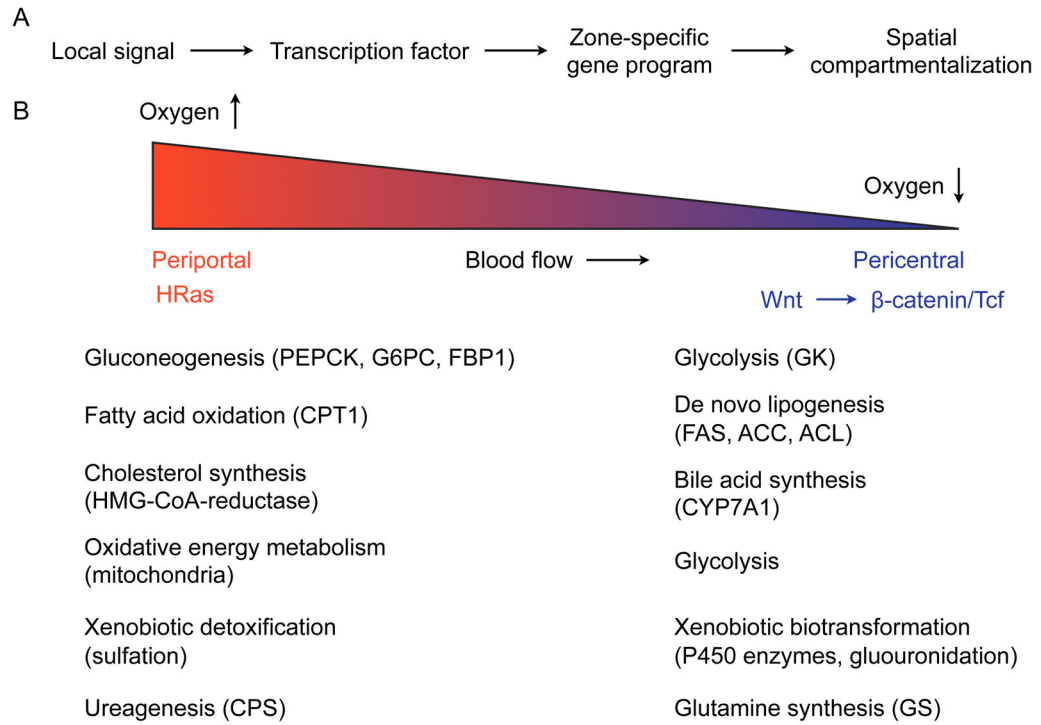 A
Local signal
Transcription factor
Zone-specific
gene program
Spatial
compartmentalization
B
Oxygen
Oxygen
Periportal
HRas
Blood flow
Pericentral
Wnt
β-catenin/Tcf
Gluconeogenesis (PEPCK, G6PC, FBP1)
Glycolysis (GK)
Fatty acid oxidation (CPT1)
De novo lipogenesis
(FAS, ACC, ACL)
Cholesterol synthesis
(HMG-CoA-reductase)
Bile acid synthesis
(CYP7A1)
Oxidative energy metabolism
(mitochondria)
Glycolysis
Xenobiotic detoxification
(sulfation)
Xenobiotic biotransformation
(P450 enzymes, gluouronidation)
Ureagenesis (CPS)
Glutamine synthesis (GS)